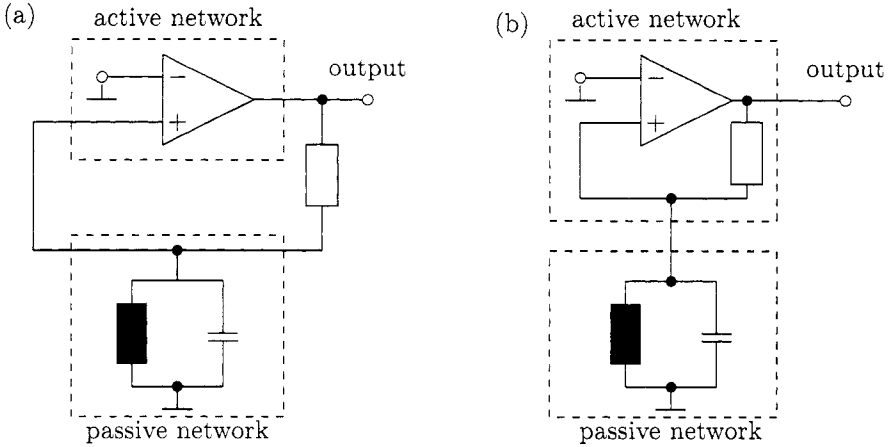 (a)
active network
−
+
output
passive network
(b)
active network
−
+
output
passive network